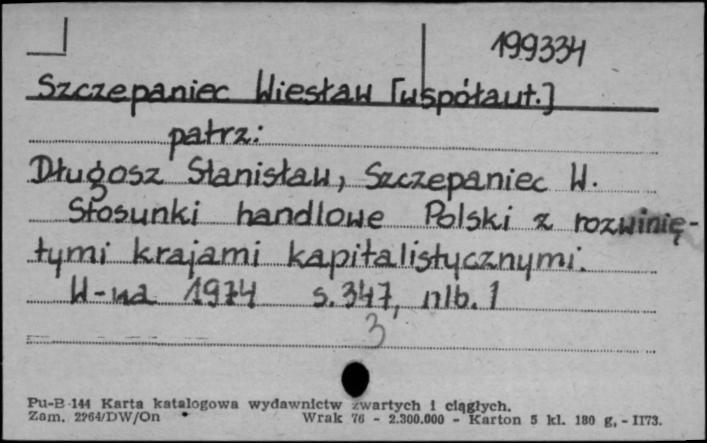 199334
Szczepaniec Wiesław [współaut.]
patrz:
Długosz Stanisław, Szczepaniec W.
Stosunki handlowe Polski z rozwinię-
tymi krajami kapitalistycznymi.
W-wa 1974 s. 347, nlb. 1
3
Pu-B-144 Karta katalogowa wydawnictw zwartych i ciągłych.
Zam. 2264/DW/On Wrak 76 - 2.300.000 - Karton 5 kl. 180 g, - II73.